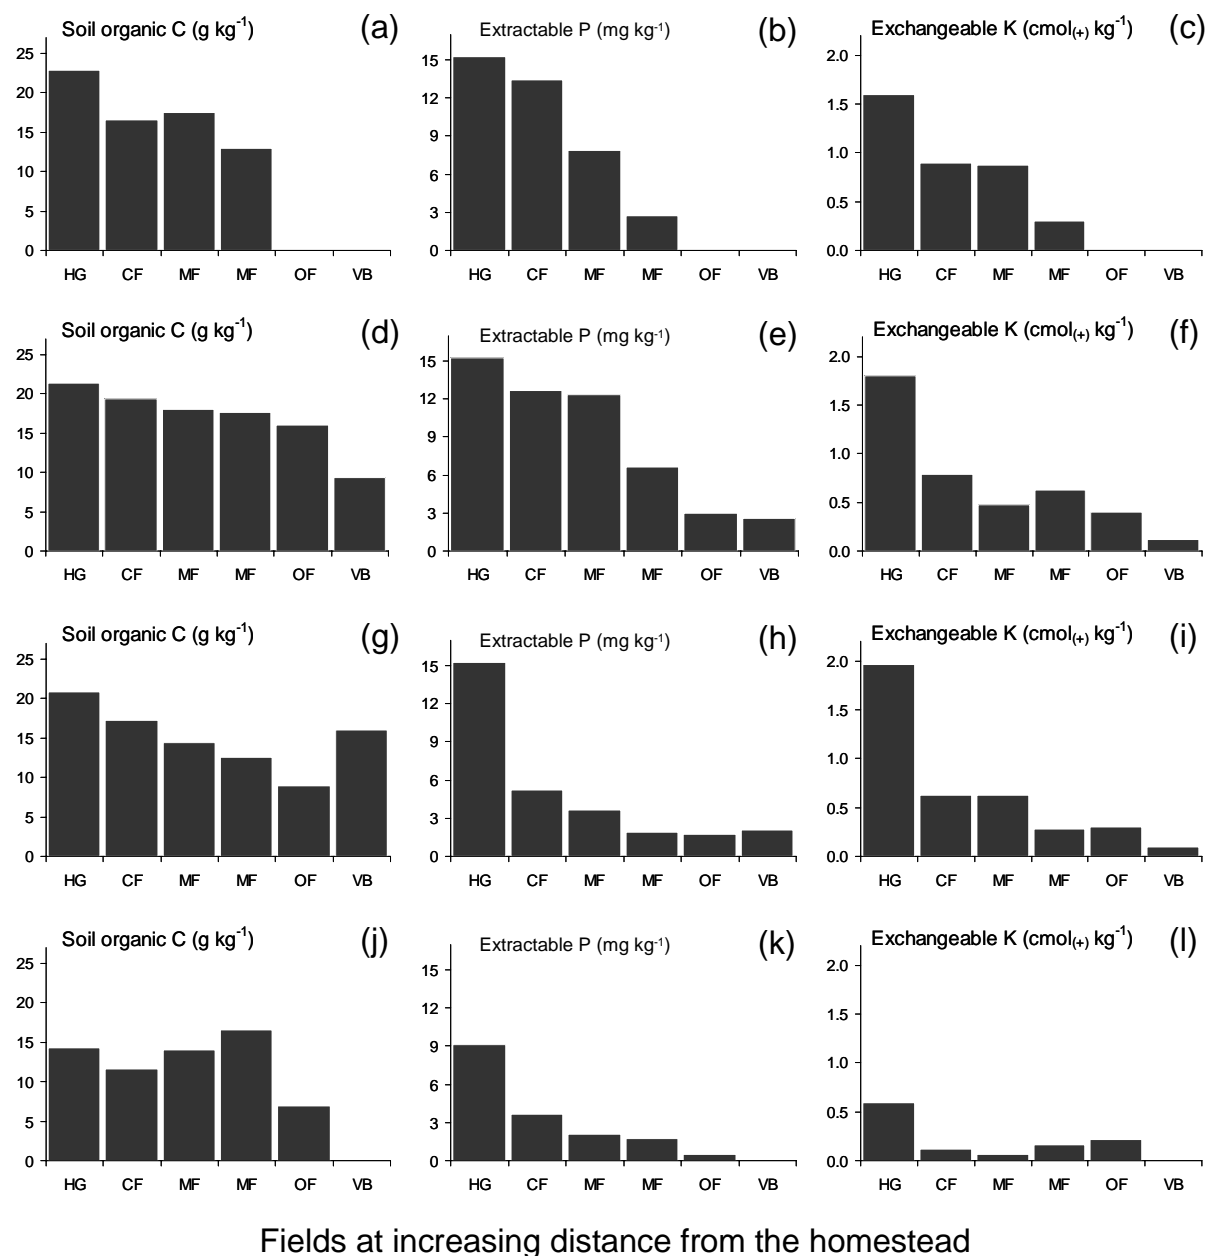 Soil organic C (g kg-1) (a)
25
20
15
10
5
0
HG CF MF MF OF VB
Extractable P (mg kg-1) (b)
15
12
9
6
3
0
HG CF MF MF OF VB
Exchangeable K (cmol(+) kg-1) (c)
2.0
1.5
1.0
0.5
0.0
HG CF MF MF OF VB
Soil organic C (g kg-1) (d)
25
20
15
10
5
0
HG CF MF MF OF VB
Extractable P (mg kg-1) (e)
15
12
9
6
3
0
HG CF MF MF OF VB
Exchangeable K (cmol(+) kg-1) (f)
2.0
1.5
1.0
0.5
0.0
HG CF MF MF OF VB
Soil organic C (g kg-1) (g)
25
20
15
10
5
0
HG CF MF MF OF VB
Extractable P (mg kg-1) (h)
15
12
9
6
3
0
HG CF MF MF OF VB
Exchangeable K (cmol(+) kg-1) (i)
2.0
1.5
1.0
0.5
0.0
HG CF MF MF OF VB
Soil organic C (g kg-1) (j)
25
20
15
10
5
0
HG CF MF MF OF VB
Extractable P (mg kg-1) (k)
15
12
9
6
3
0
HG CF MF MF OF VB
Exchangeable K (cmol(+) kg-1) (l)
2.0
1.5
1.0
0.5
0.0
HG CF MF MF OF VB
Fields at increasing distance from the homestead